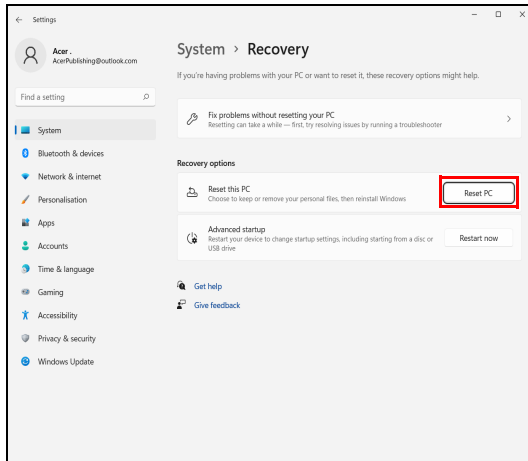 Settings
Acer .
AcerPublishing@outlook.com
Find a setting
System
Bluetooth & devices
Network & internet
Personalisation
Apps
Accounts
Time & language
Gaming
Accessibility
Privacy & security
Windows Update
System > Recovery
If you're having problems with your PC or want to reset it, these recovery options might help.
Fix problems without resetting your PC
Resetting can take a while — first, try resolving issues by running a troubleshooter
Recovery options
Reset this PC
Choose to keep or remove your personal files, then reinstall Windows
Reset PC
Advanced startup
Restart your device to change startup settings, including starting from a disc or
USB drive
Restart now
Get help
Give feedback